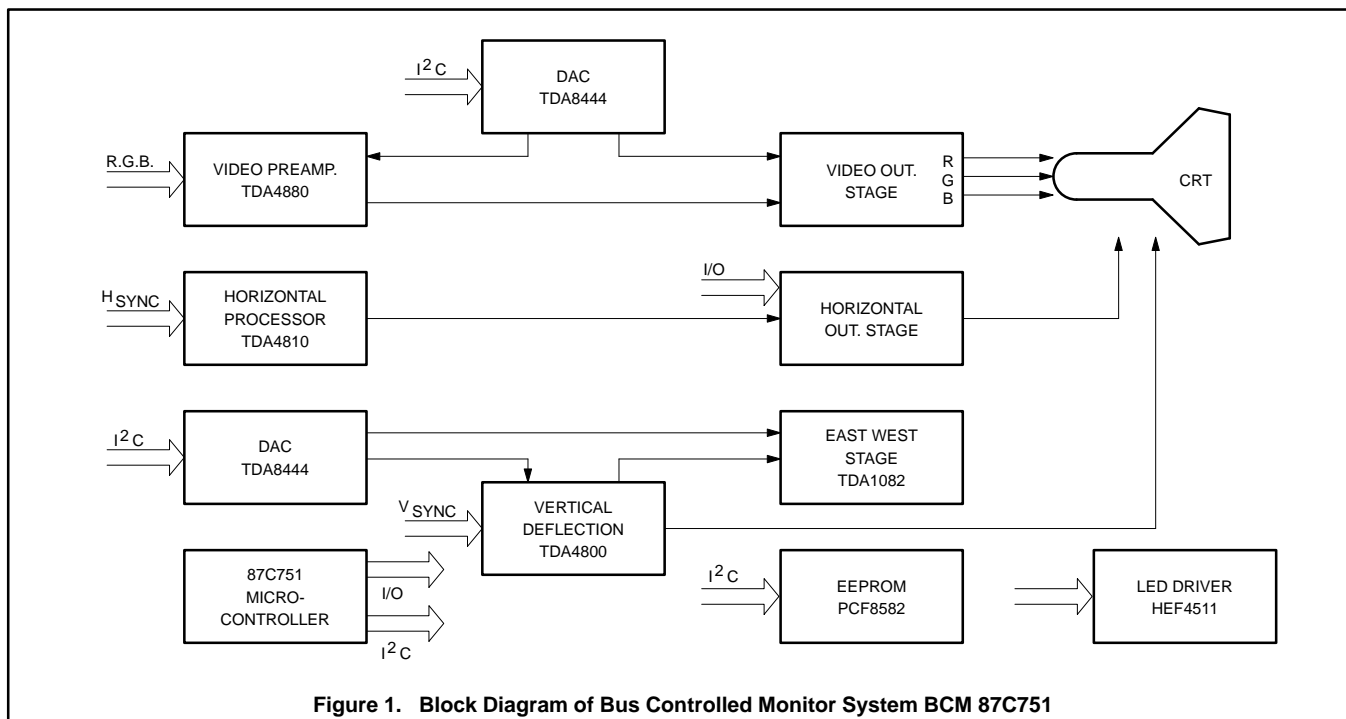 I2C
DAC
TDA8444
R.G.B.
VIDEO PREAMP.
TDA4880
VIDEO OUT.
STAGE
R
G
B
CRT
HSYNC
HORIZONTAL
PROCESSOR
TDA4810
I/O
HORIZONTAL
OUT. STAGE
I2C
DAC
TDA8444
EAST WEST
STAGE
TDA1082
VSYNC
VERTICAL
DEFLECTION
TDA4800
87C751
MICRO-
CONTROLLER
I/O
I2C
I2C
EEPROM
PCF8582
LED DRIVER
HEF4511
Figure 1. Block Diagram of Bus Controlled Monitor System BCM 87C751